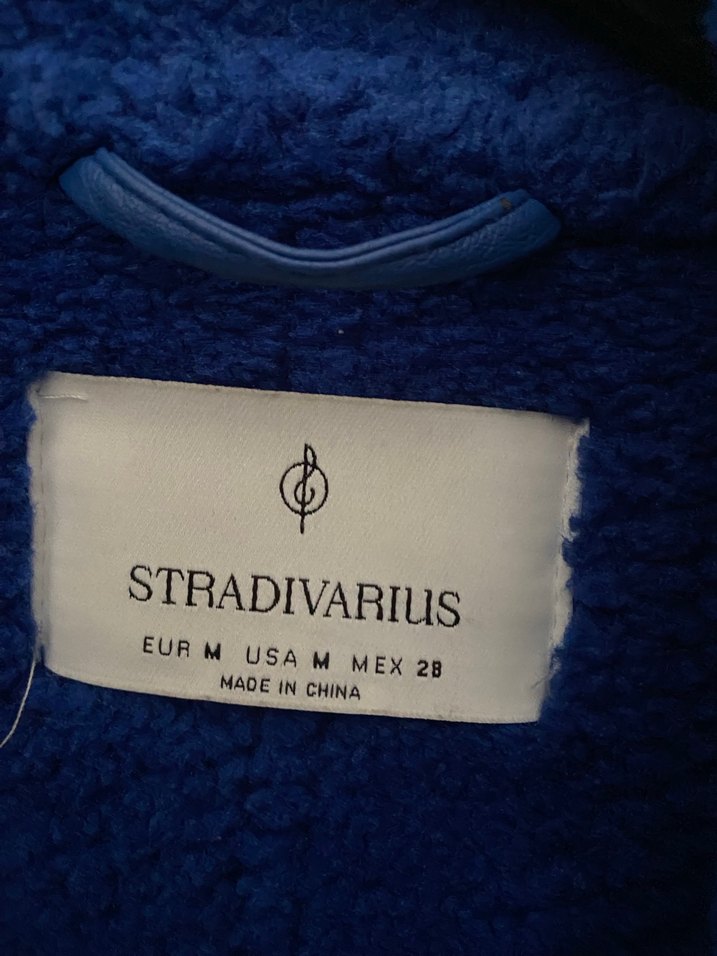 STRADIVARIUS
EUR M USA M MEX 28
MADE IN CHINA